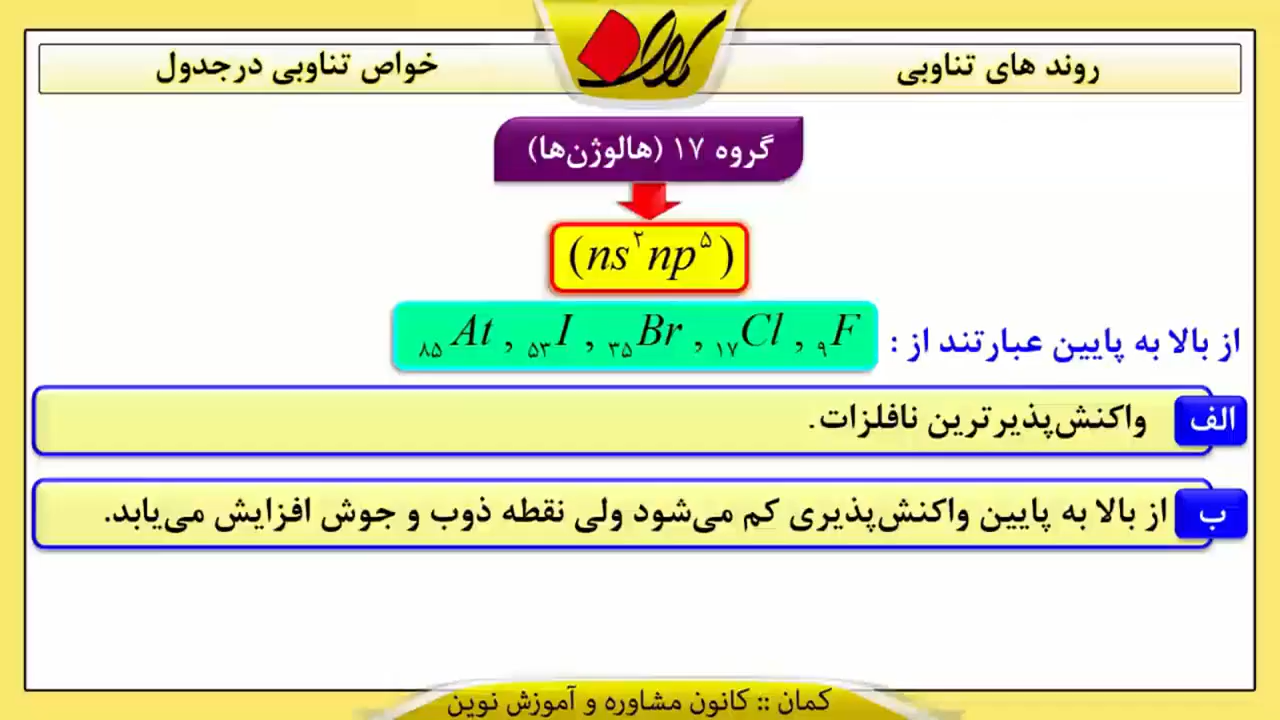 روند های تناوبی
خواص تناوبی درجدول
کمان
گروه ۱۷ (هالوژن‌ها)
(ns۲np۵)
از بالا به پایین عبارتند از :
۸۵At , ۵۳I , ۳۵Br , ۱۷Cl , ۹F
الف
واکنش‌پذیرترین نافلزات.
ب
از بالا به پایین واکنش‌پذیری کم می‌شود ولی نقطه ذوب و جوش افزایش می‌یابد.
کمان :: کانون مشاوره و آموزش نوین